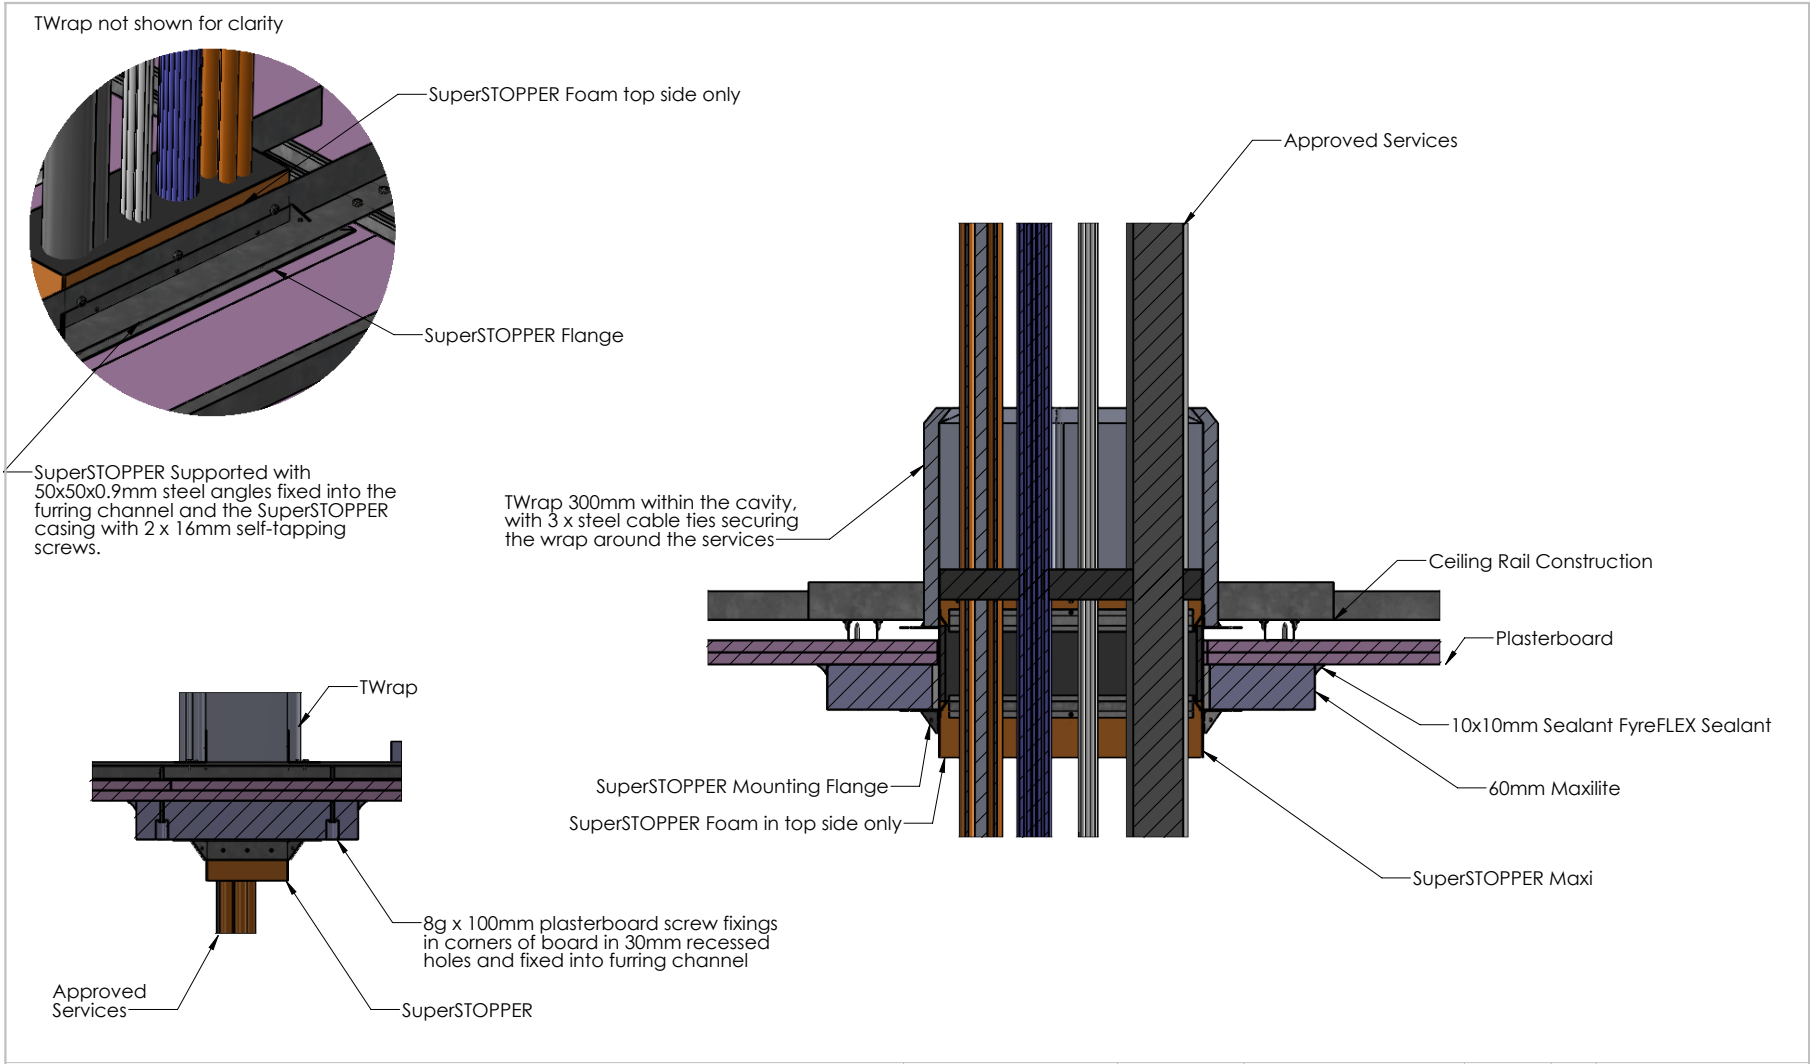 TWrap not shown for clarity
SuperSTOPPER Foam top side only
Approved Services
SuperSTOPPER Flange
SuperSTOPPER Supported with
50x50x0.9mm steel angles fixed into the
furring channel and the SuperSTOPPER
casing with 2 x 16mm self-tapping
screws.
TWrap 300mm within the cavity,
with 3 x steel cable ties securing
the wrap around the services
Ceiling Rail Construction
Plasterboard
TWrap
10x10mm Sealant FyreFLEX Sealant
SuperSTOPPER Mounting Flange
60mm Maxilite
SuperSTOPPER Foam in top side only
SuperSTOPPER Maxi
8g x 100mm plasterboard screw fixings
in corners of board in 30mm recessed
holes and fixed into furring channel
Approved
Services
SuperSTOPPER